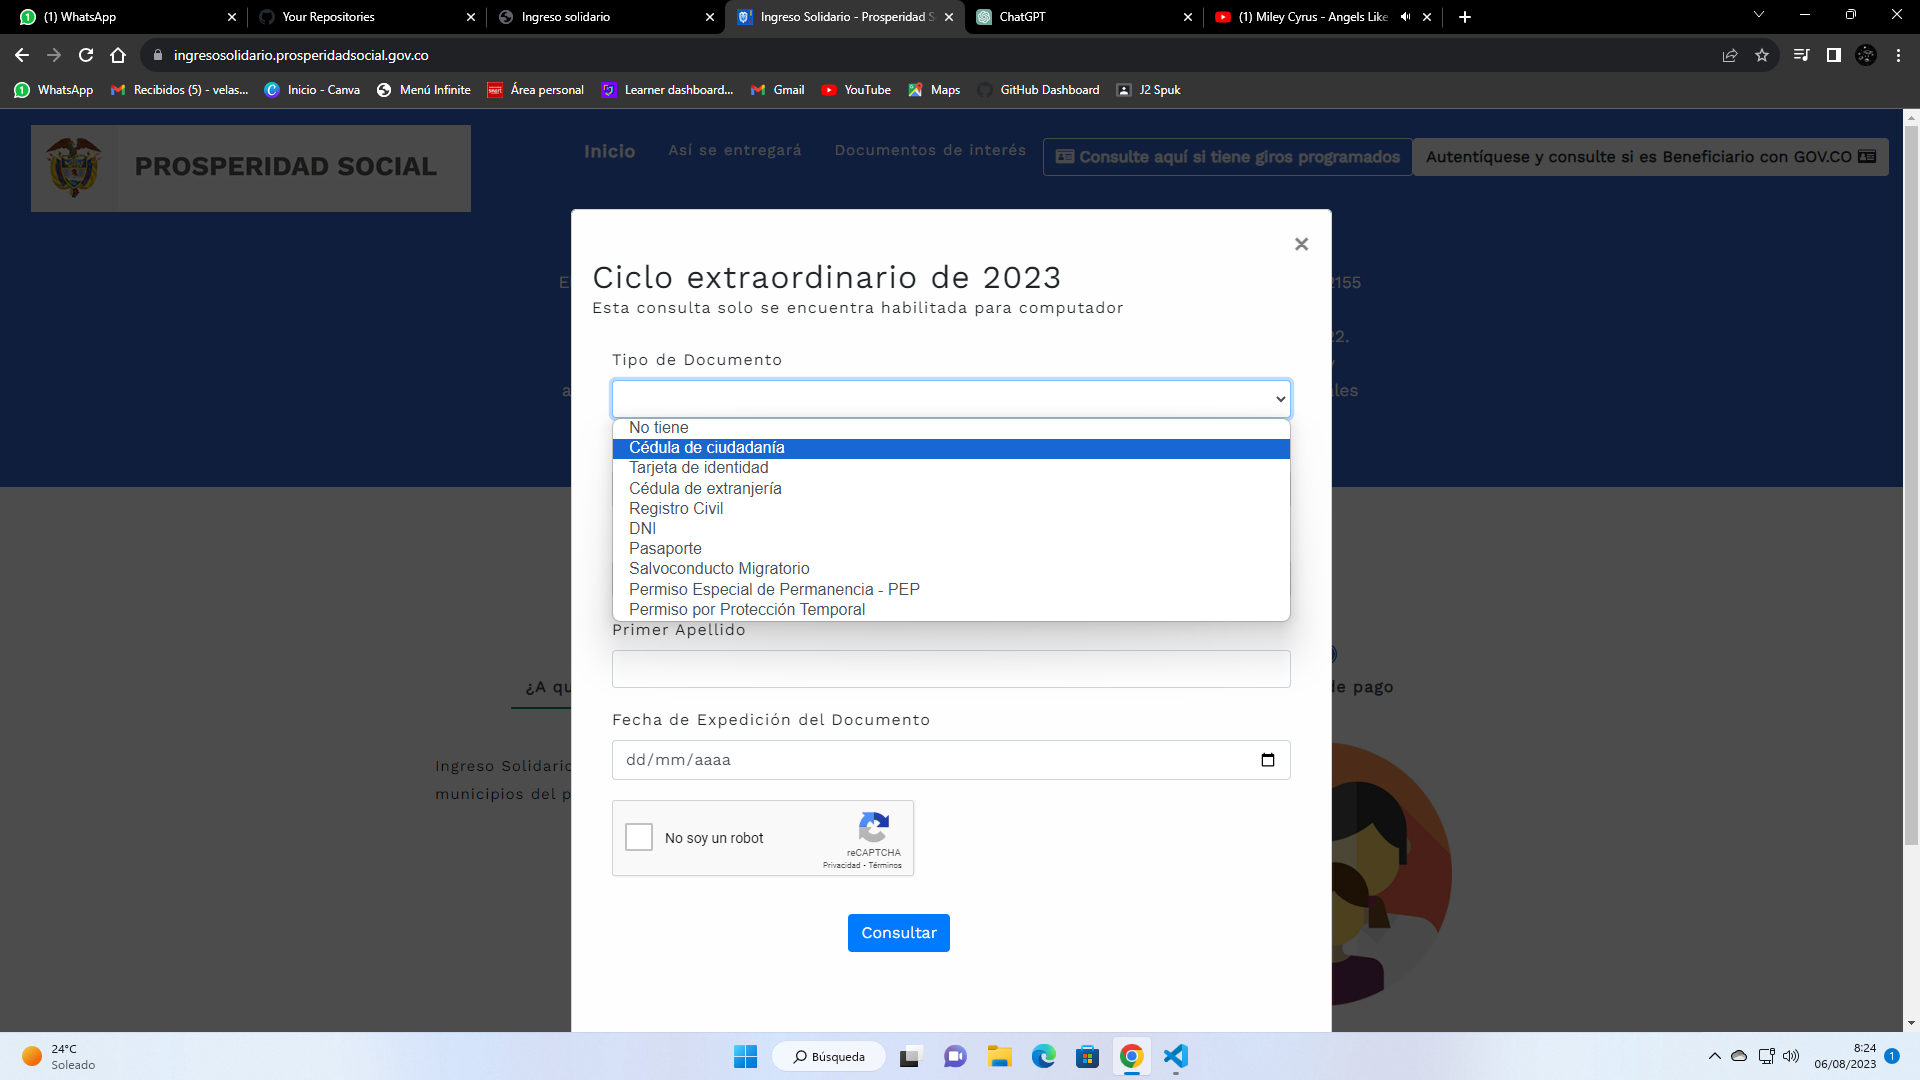 (1) WhatsApp
Your Repositories
Ingreso solidario
Ingreso Solidario - Prosperidad S
ChatGPT
(1) Miley Cyrus - Angels Like
ingresosolidario.prosperidadsocial.gov.co
WhatsApp
Recibidos (5) - velas...
Inicio - Canva
Menú Infinite
Área personal
Learner dashboard...
Gmail
YouTube
Maps
GitHub Dashboard
J2 Spuk
PROSPERIDAD SOCIAL
Inicio
Así se entregará
Documentos de interés
Consulte aquí si tiene giros programados
Autentíquese y consulte si es Beneficiario con GOV.CO
×
Ciclo extraordinario de 2023
Esta consulta solo se encuentra habilitada para computador
E
2155
22.
a
les
Tipo de Documento
No tiene
Cédula de ciudadanía
Tarjeta de identidad
Cédula de extranjería
Registro Civil
DNI
Pasaporte
Salvoconducto Migratorio
Permiso Especial de Permanencia - PEP
Permiso por Protección Temporal
Primer Apellido
¿A qu
de pago
Fecha de Expedición del Documento
dd/mm/aaaa
Ingreso Solidario
municipios del p
No soy un robot
reCAPTCHA
Privacidad - Términos
Consultar
24°C
Soleado
Búsqueda
8:24
06/08/2023
1